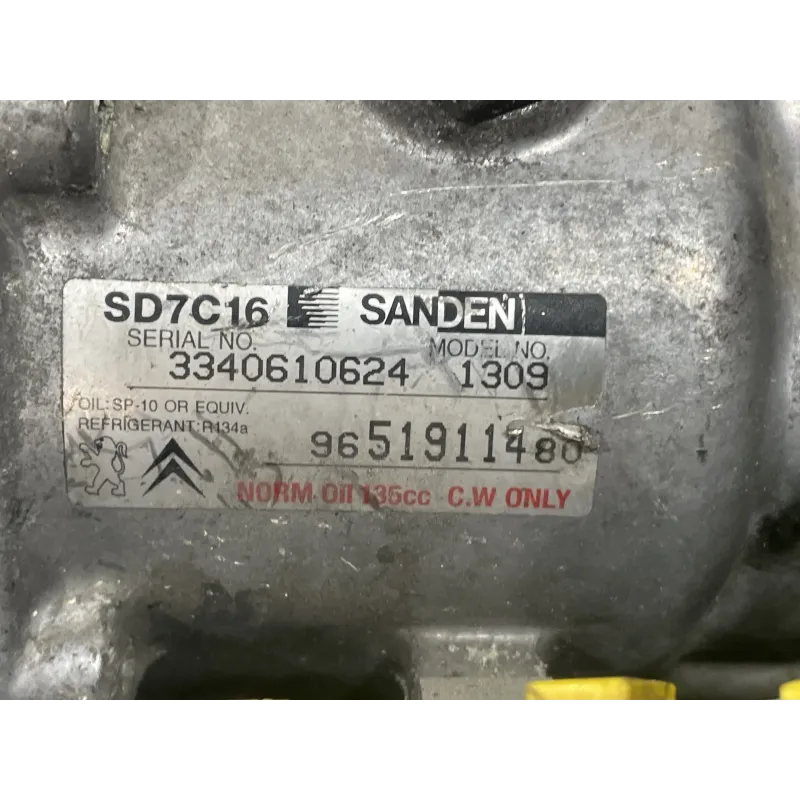 SD7C16 SANDEN
SERIAL NO. MODEL NO.
3340610624 1309
OIL: SP-10 OR EQUIV.
REFRIGERANT: R134a
9651911480
NORM OIl 135cc C.W ONLY